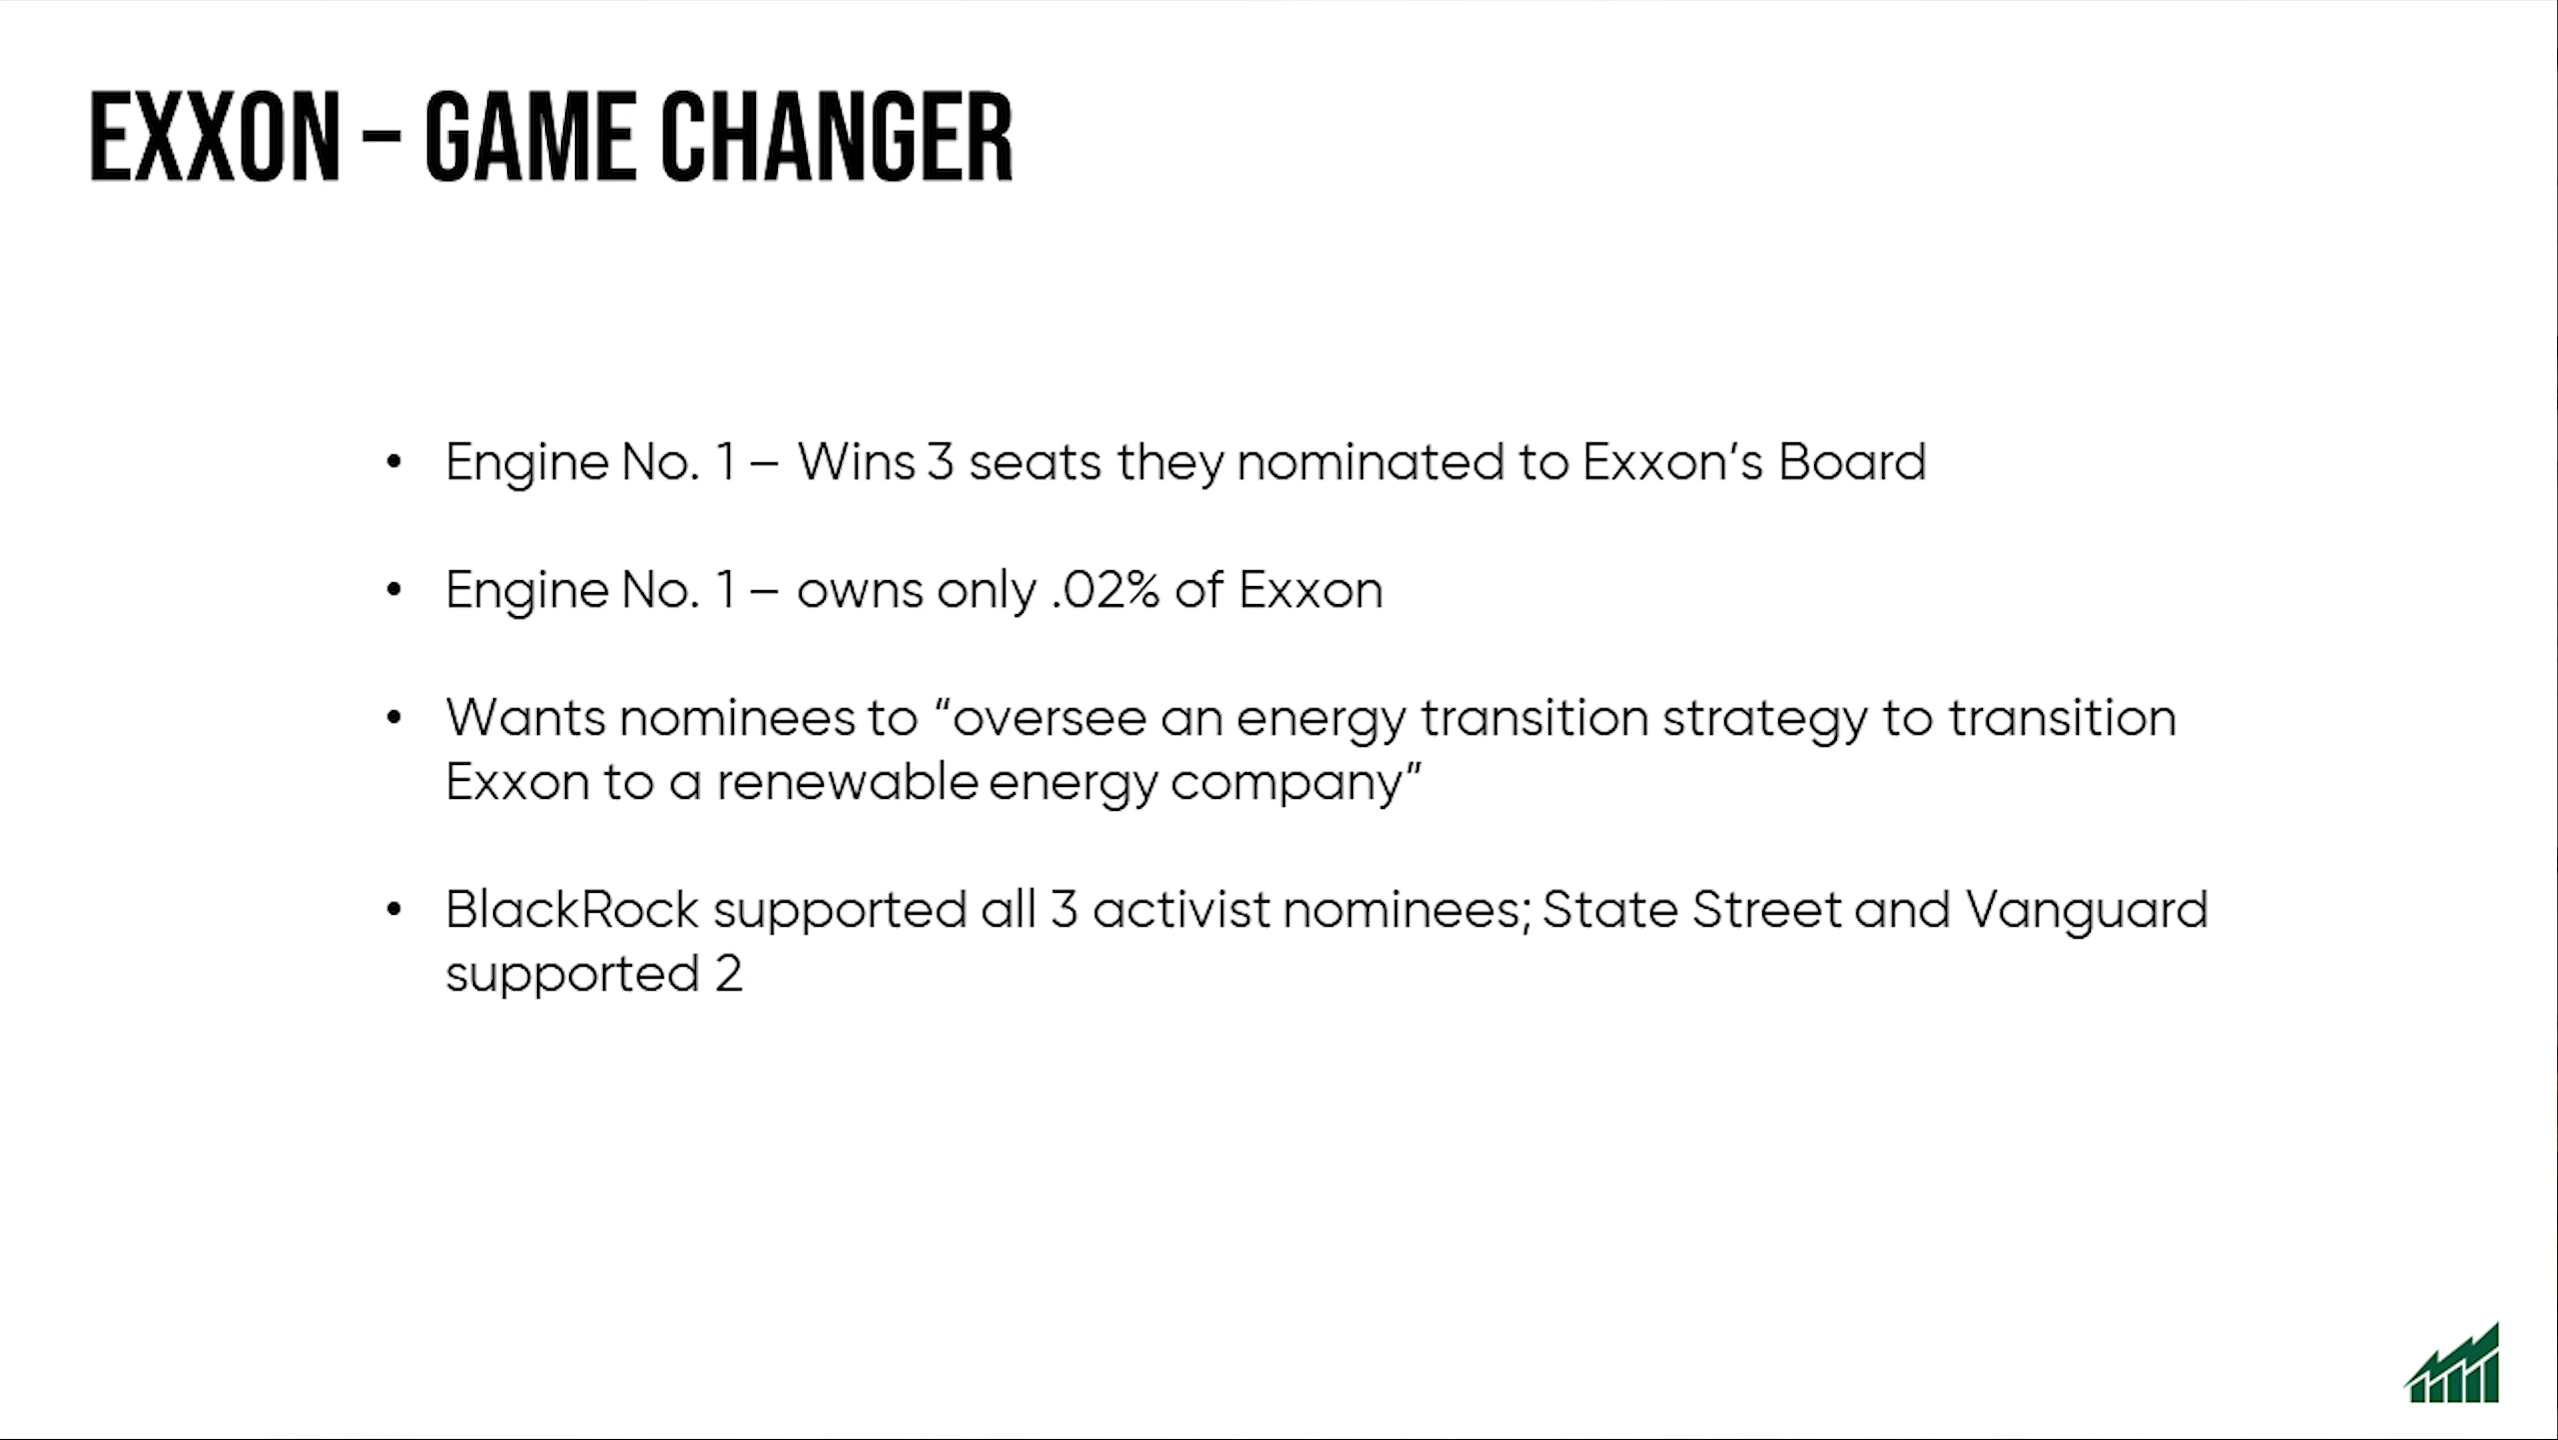 EXXON – GAME CHANGER
• Engine No. 1 – Wins 3 seats they nominated to Exxon’s Board
• Engine No. 1 – owns only .02% of Exxon
• Wants nominees to “oversee an energy transition strategy to transition
Exxon to a renewable energy company”
• BlackRock supported all 3 activist nominees; State Street and Vanguard
supported 2